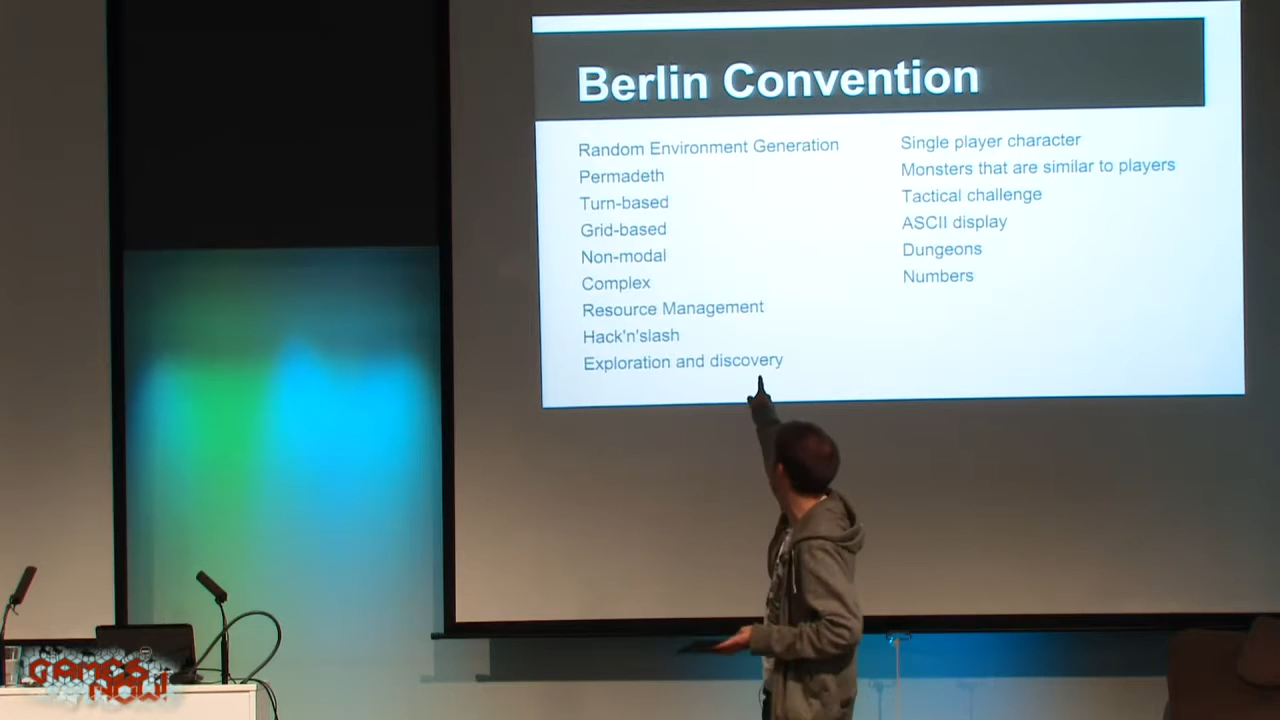 Berlin Convention
Random Environment Generation
Permadeth
Turn-based
Grid-based
Non-modal
Complex
Resource Management
Hack'n'slash
Exploration and discovery
Single player character
Monsters that are similar to players
Tactical challenge
ASCII display
Dungeons
Numbers
GAMES
NOW!